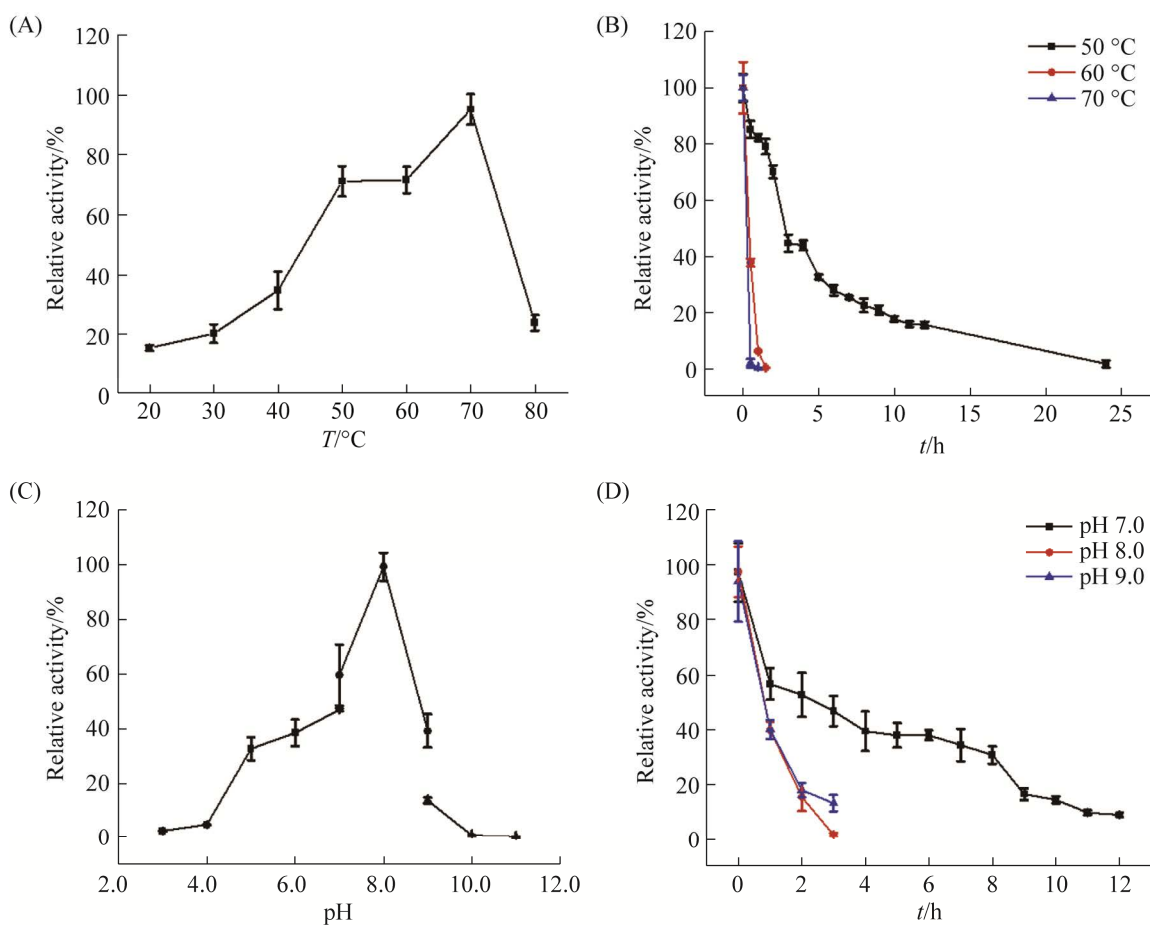 (A)
120
100
80
60
40
20
0
Relative activity/%
20 30 40 50 60 70 80
T/°C
(B)
120
100
80
60
40
20
0
Relative activity/%
50 °C
60 °C
70 °C
0 5 10 15 20 25
t/h
(C)
120
100
80
60
40
20
0
Relative activity/%
2.0 4.0 6.0 8.0 10.0 12.0
pH
(D)
120
100
80
60
40
20
0
Relative activity/%
pH 7.0
pH 8.0
pH 9.0
0 2 4 6 8 10 12
t/h